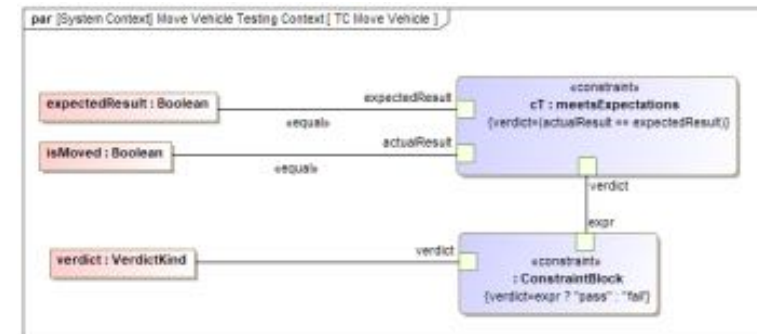 par [System Context] Move Vehicle Testing Context [ TC Move Vehicle ]
expectedResult : Boolean
expectedResult
«equal»
«constraint»
cT : meetsExpectations
{verdict=(actualResult == expectedResult)}
isMoved : Boolean
actualResult
«equal»
verdict
expr
verdict : VerdictKind
verdict
«constraint»
: ConstraintBlock
{verdict=expr ? "pass" : "fail"}